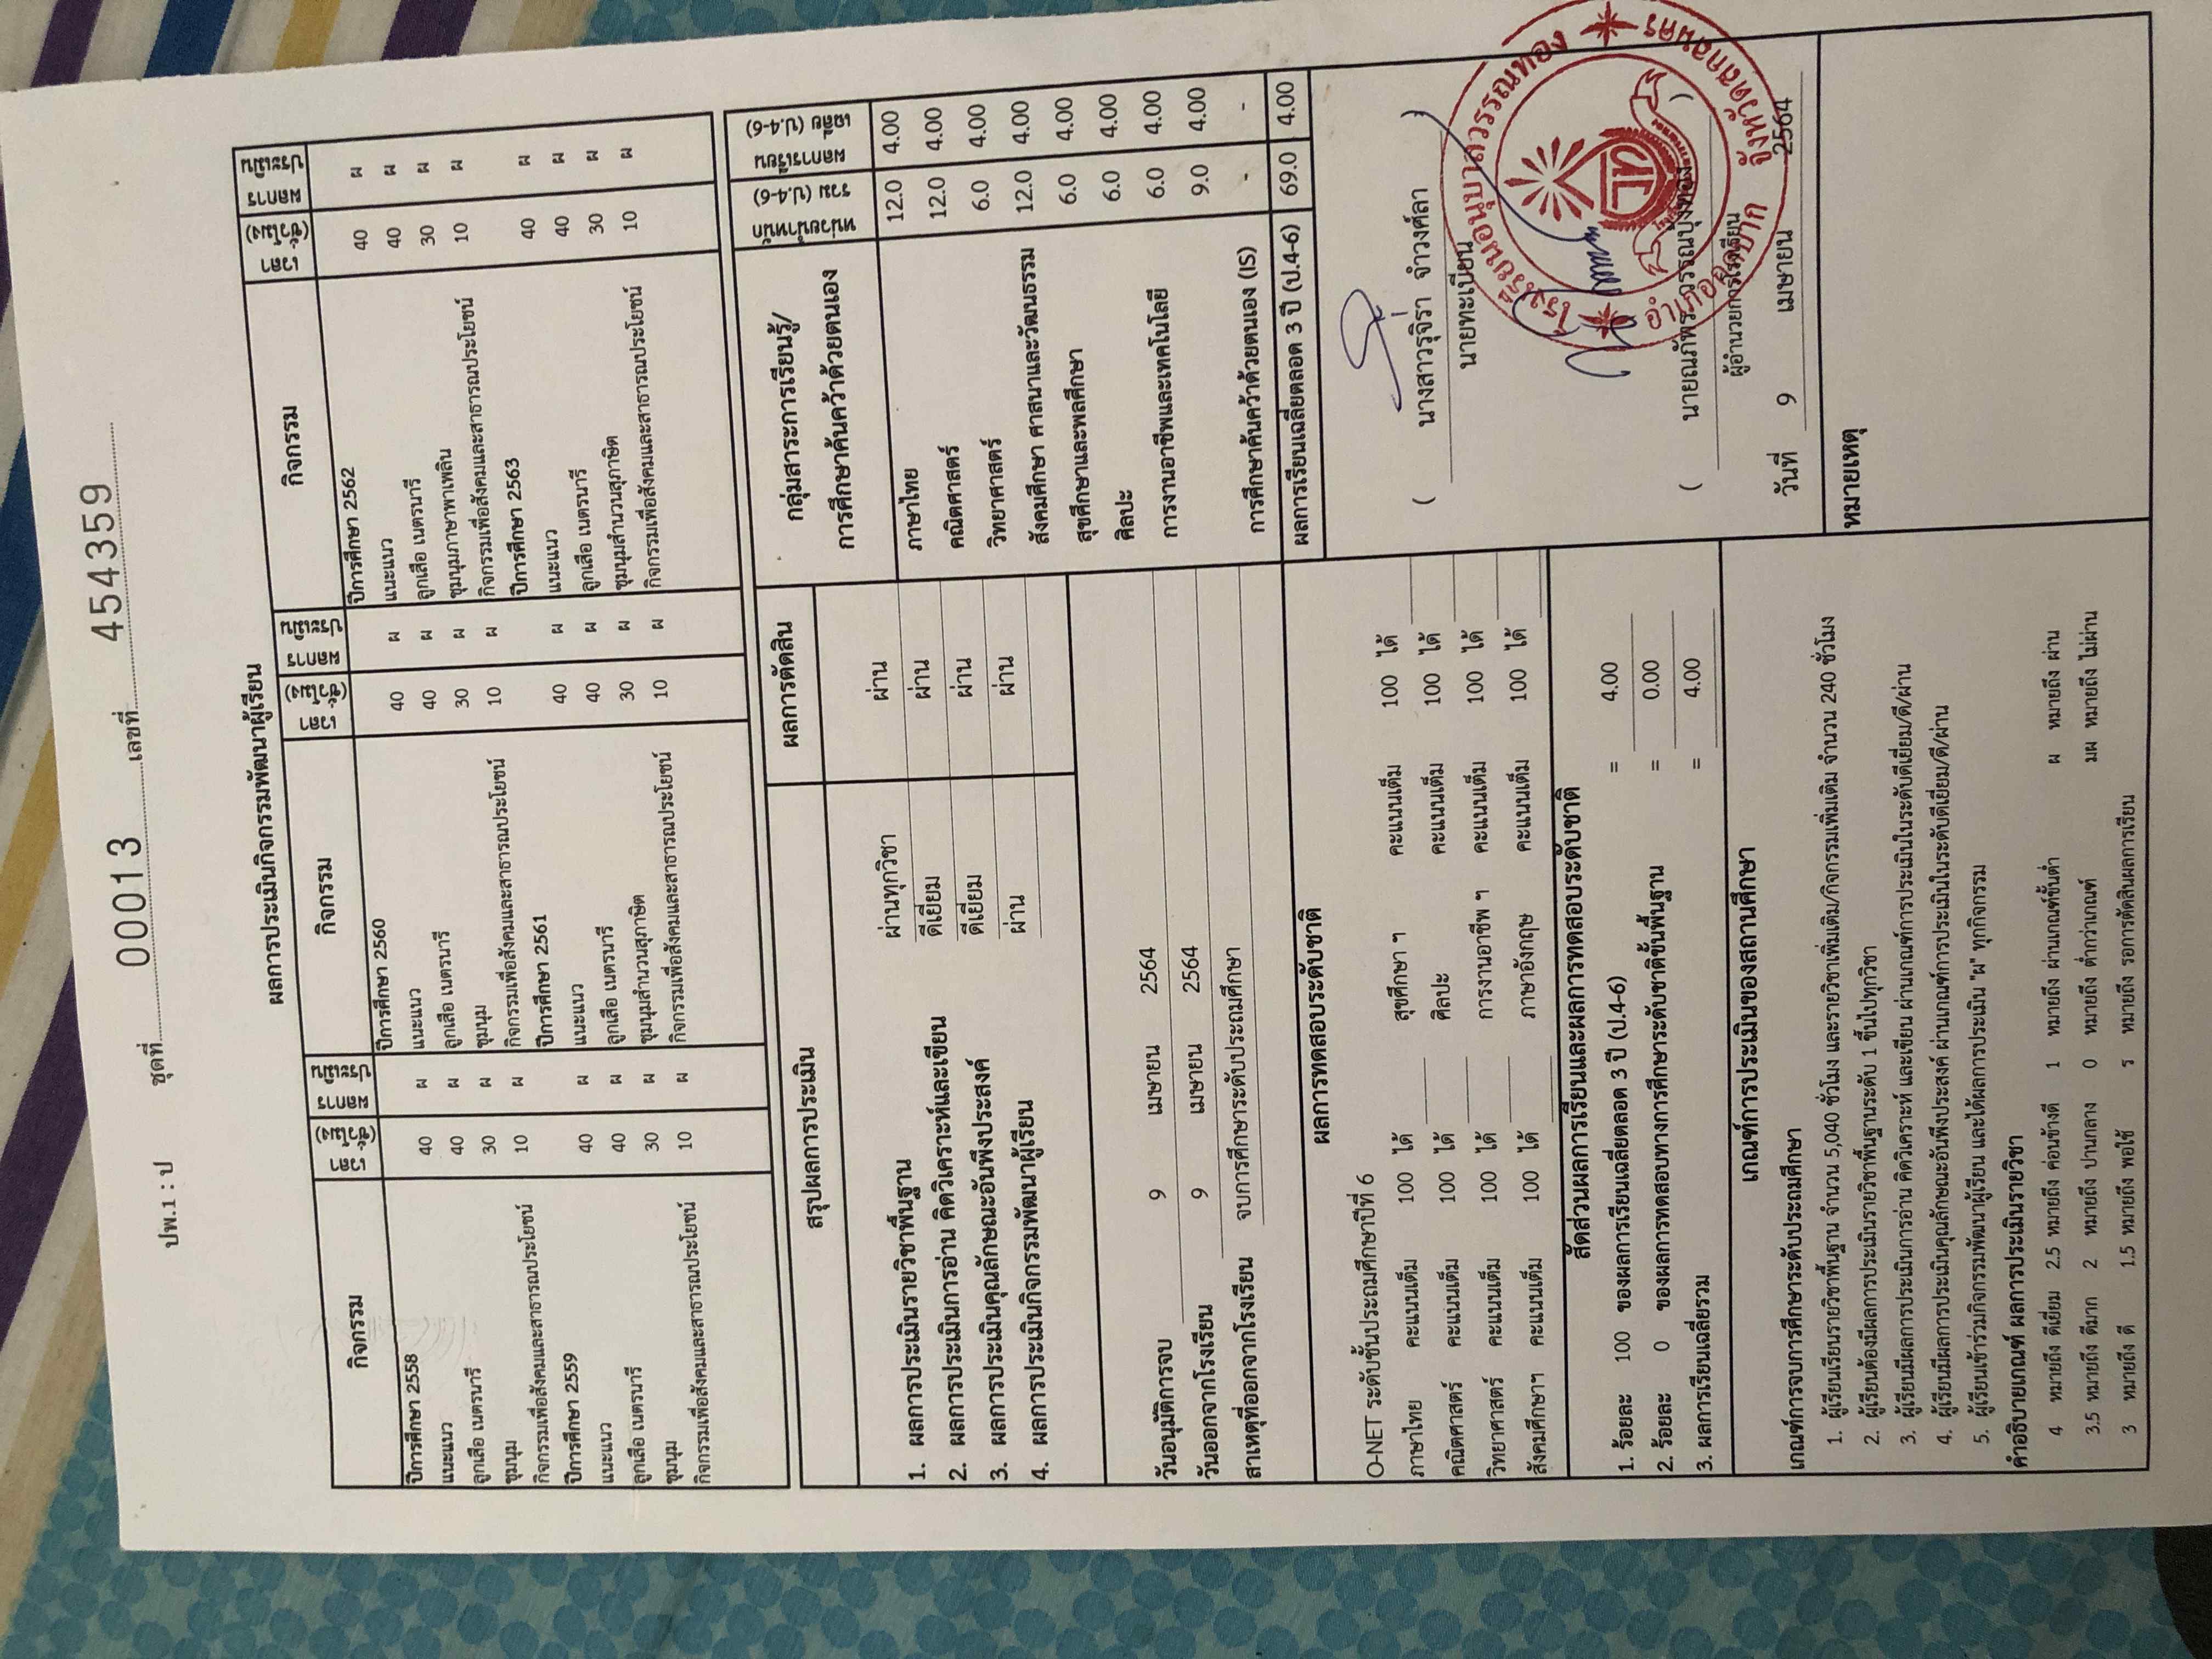 ปพ.1 : ป ชุดที่ 00013 เลขที่ 454359
ผลการประเมินกิจกรรมพัฒนาผู้เรียน
กิจกรรม เวลา (ชั่วโมง) ผลการประเมิน กิจกรรม เวลา (ชั่วโมง) ผลการประเมิน กิจกรรม เวลา (ชั่วโมง) ผลการประเมิน
ปีการศึกษา 2558 ปีการศึกษา 2560 ปีการศึกษา 2562
แนะแนว 40 ผ แนะแนว 40 ผ แนะแนว 40 ผ
ลูกเสือ เนตรนารี 40 ผ ลูกเสือ เนตรนารี 40 ผ ลูกเสือ เนตรนารี 40 ผ
ชุมนุม 30 ผ ชุมนุม 30 ผ ชุมนุมภาษาพาเพลิน 30 ผ
กิจกรรมเพื่อสังคมและสาธารณประโยชน์ 10 ผ กิจกรรมเพื่อสังคมและสาธารณประโยชน์ 10 ผ กิจกรรมเพื่อสังคมและสาธารณประโยชน์ 10 ผ
ปีการศึกษา 2559 ปีการศึกษา 2561 ปีการศึกษา 2563
แนะแนว 40 ผ แนะแนว 40 ผ แนะแนว 40 ผ
ลูกเสือ เนตรนารี 40 ผ ลูกเสือ เนตรนารี 40 ผ ลูกเสือ เนตรนารี 40 ผ
ชุมนุม 30 ผ ชุมนุมสำนวนสุภาษิต 30 ผ ชุมนุมสำนวนสุภาษิต 30 ผ
กิจกรรมเพื่อสังคมและสาธารณประโยชน์ 10 ผ กิจกรรมเพื่อสังคมและสาธารณประโยชน์ 10 ผ กิจกรรมเพื่อสังคมและสาธารณประโยชน์ 10 ผ
สรุปผลการประเมิน ผลการตัดสิน
1. ผลการประเมินรายวิชาพื้นฐาน ผ่านทุกวิชา ผ่าน
2. ผลการประเมินการอ่าน คิดวิเคราะห์และเขียน ดีเยี่ยม ผ่าน
3. ผลการประเมินคุณลักษณะอันพึงประสงค์ ดีเยี่ยม ผ่าน
4. ผลการประเมินกิจกรรมพัฒนาผู้เรียน ผ่าน ผ่าน
วันอนุมัติการจบ 9 เมษายน 2564
วันออกจากโรงเรียน 9 เมษายน 2564
สาเหตุที่ออกจากโรงเรียน จบการศึกษาระดับประถมศึกษา
กลุ่มสาระการเรียนรู้/
การศึกษาค้นคว้าด้วยตนเอง
หน่วยน้ำหนัก รวม (ป.4-6) ผลการเรียน เฉลี่ย (ป.4-6)
ภาษาไทย 12.0 4.00
คณิตศาสตร์ 12.0 4.00
วิทยาศาสตร์ 6.0 4.00
สังคมศึกษา ศาสนาและวัฒนธรรม 12.0 4.00
สุขศึกษาและพลศึกษา 6.0 4.00
ศิลปะ 6.0 4.00
การงานอาชีพและเทคโนโลยี 6.0 4.00
9.0 4.00
การศึกษาค้นคว้าด้วยตนเอง (IS) - -
ผลการเรียนเฉลี่ยตลอด 3 ปี (ป.4-6) 69.0 4.00
ผลการทดสอบระดับชาติ
O-NET ระดับชั้นประถมศึกษาปีที่ 6
ภาษาไทย คะแนนเต็ม 100 ได้ สุขศึกษา ฯ คะแนนเต็ม 100 ได้
คณิตศาสตร์ คะแนนเต็ม 100 ได้ ศิลปะ คะแนนเต็ม 100 ได้
วิทยาศาสตร์ คะแนนเต็ม 100 ได้ การงานอาชีพ ฯ คะแนนเต็ม 100 ได้
สังคมศึกษาฯ คะแนนเต็ม 100 ได้ ภาษาอังกฤษ คะแนนเต็ม 100 ได้
สัดส่วนผลการเรียนและผลการทดสอบระดับชาติ
1. ร้อยละ 100 ของผลการเรียนเฉลี่ยตลอด 3 ปี (ป.4-6) = 4.00
2. ร้อยละ 0 ของผลการทดสอบทางการศึกษาระดับชาติขั้นพื้นฐาน = 0.00
3. ผลการเรียนเฉลี่ยรวม = 4.00
( นางสาวรุจิรา จำวงศ์ลา )
นายทะเบียน
( )
ผู้อำนวยการโรงเรียน
วันที่ 9 เมษายน 2564
โรงเรียนอนุบาลวรรณทอง
จังหวัดสกลนคร
เกณฑ์การประเมินของสถานศึกษา
เกณฑ์การจบการศึกษาระดับประถมศึกษา
1. ผู้เรียนเรียนรายวิชาพื้นฐาน จำนวน 5,040 ชั่วโมง และรายวิชาเพิ่มเติม/กิจกรรมเพิ่มเติม จำนวน 240 ชั่วโมง
2. ผู้เรียนต้องมีผลการประเมินรายวิชาพื้นฐานระดับ 1 ขึ้นไปทุกวิชา
3. ผู้เรียนมีผลการประเมินการอ่าน คิดวิเคราะห์ และเขียน ผ่านเกณฑ์การประเมินในระดับดีเยี่ยม/ดี/ผ่าน
4. ผู้เรียนมีผลการประเมินคุณลักษณะอันพึงประสงค์ ผ่านเกณฑ์การประเมินในระดับดีเยี่ยม/ดี/ผ่าน
5. ผู้เรียนเข้าร่วมกิจกรรมพัฒนาผู้เรียน และได้ผลการประเมิน "ผ" ทุกกิจกรรม
คำอธิบายเกณฑ์ ผลการประเมินรายวิชา
4 หมายถึง ดีเยี่ยม 2.5 หมายถึง ค่อนข้างดี 1 หมายถึง ผ่านเกณฑ์ขั้นต่ำ ผ หมายถึง ผ่าน
3.5 หมายถึง ดีมาก 2 หมายถึง ปานกลาง 0 หมายถึง ต่ำกว่าเกณฑ์ มผ หมายถึง ไม่ผ่าน
3 หมายถึง ดี 1.5 หมายถึง พอใช้ ร หมายถึง รอการตัดสินผลการเรียน
หมายเหตุ